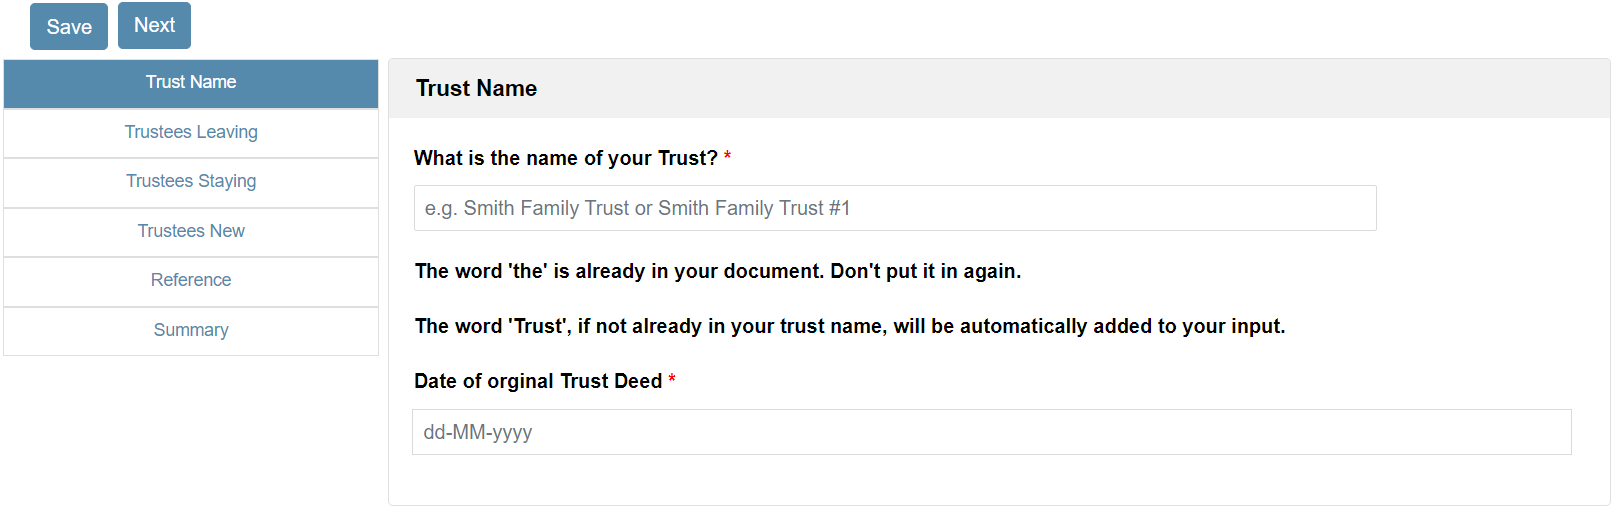 Save Next
Trust Name
Trustees Leaving
Trustees Staying
Trustees New
Reference
Summary
Trust Name
What is the name of your Trust? *
e.g. Smith Family Trust or Smith Family Trust #1
The word 'the' is already in your document. Don't put it in again.
The word 'Trust', if not already in your trust name, will be automatically added to your input.
Date of orginal Trust Deed *
dd-MM-yyyy